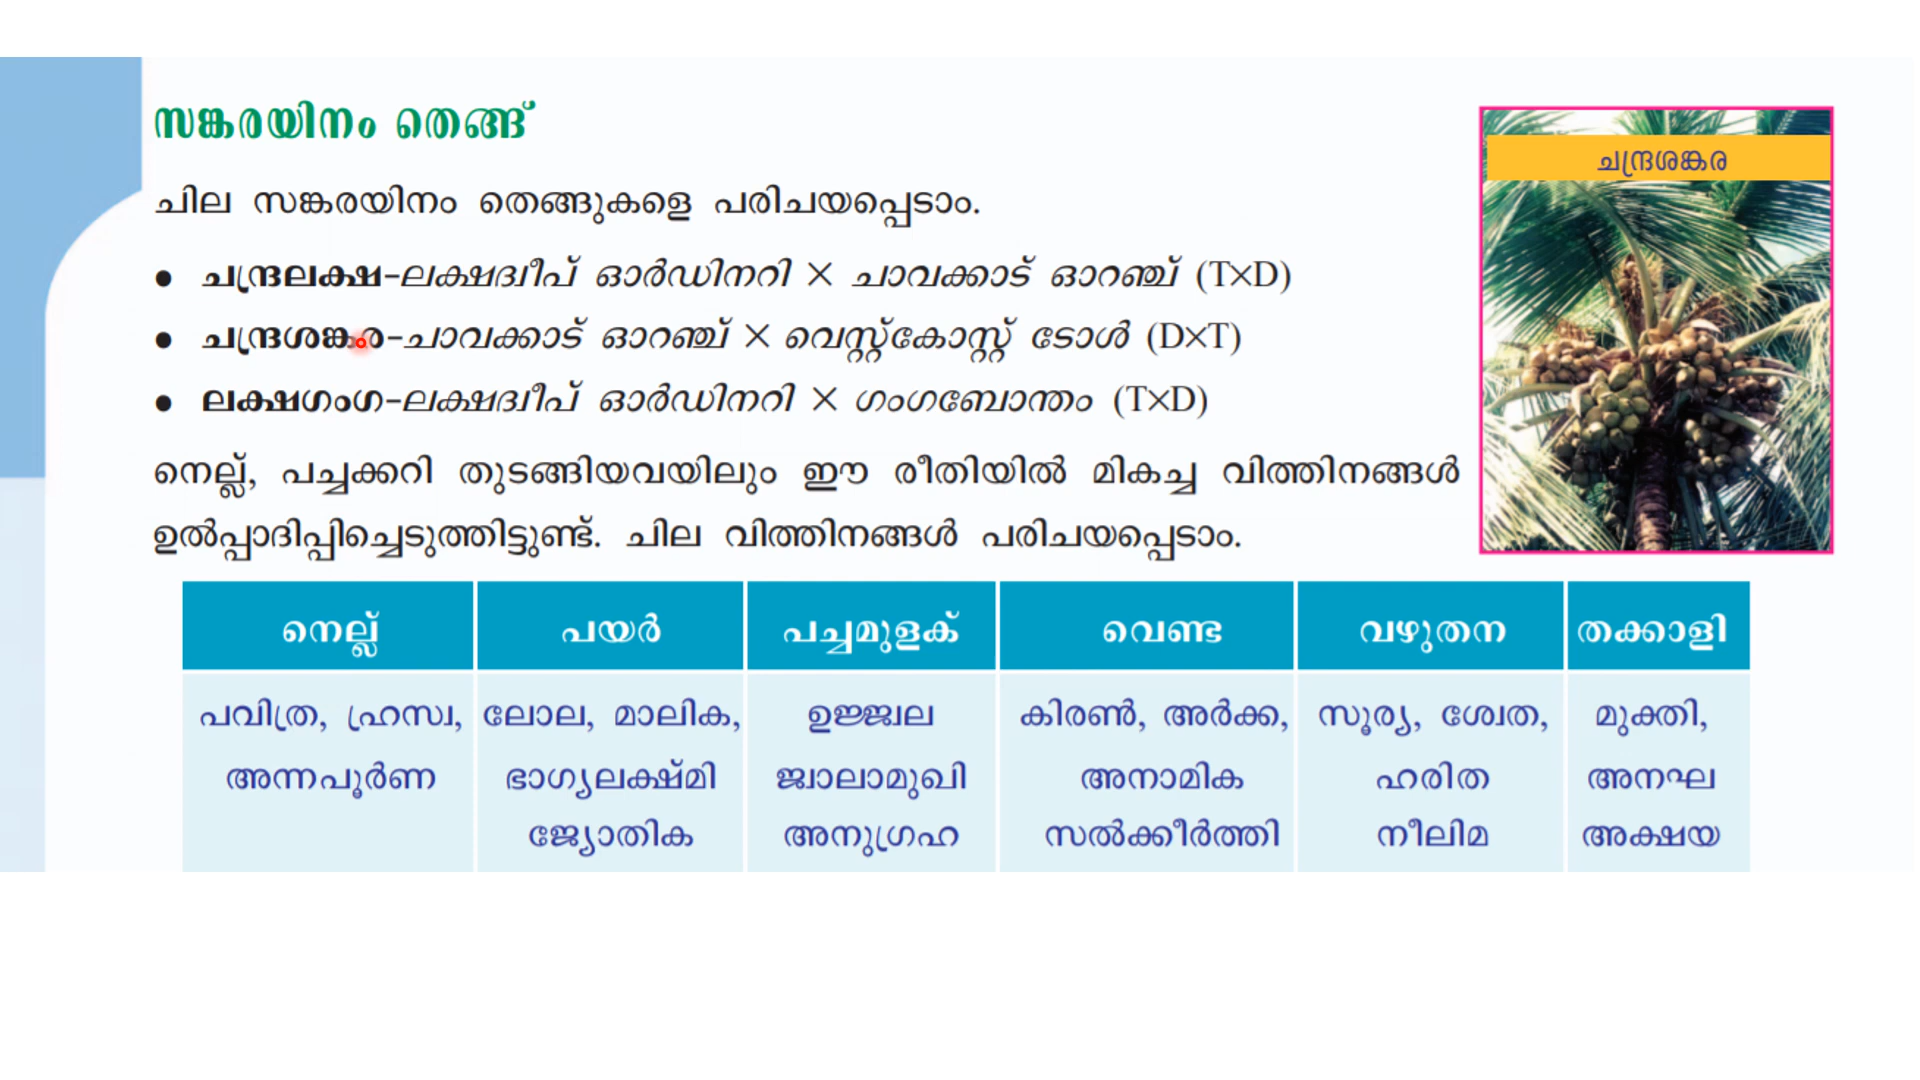 സങ്കരയിനം തെങ്ങ്
ചന്ദ്രശങ്കര
ചില സങ്കരയിനം തെങ്ങുകളെ പരിചയപ്പെടാം.
● ചന്ദ്രലക്ഷ-ലക്ഷദ്വീപ് ഓർഡിനറി × ചാവക്കാട് ഓറഞ്ച് (T×D)
● ചന്ദ്രശങ്കര-ചാവക്കാട് ഓറഞ്ച് × വെസ്റ്റ്കോസ്റ്റ് ടോൾ (D×T)
● ലക്ഷഗംഗ-ലക്ഷദ്വീപ് ഓർഡിനറി × ഗംഗബോന്തം (T×D)
നെല്ല്, പച്ചക്കറി തുടങ്ങിയവയിലും ഈ രീതിയിൽ മികച്ച വിത്തിനങ്ങൾ
ഉൽപ്പാദിപ്പിച്ചെടുത്തിട്ടുണ്ട്. ചില വിത്തിനങ്ങൾ പരിചയപ്പെടാം.
നെല്ല് പയർ പച്ചമുളക് വെണ്ട വഴുതന തക്കാളി
പവിത്ര, ഹ്രസ്വ, ലോല, മാലിക, ഉജ്ജ്വല കിരൺ, അർക്ക, സൂര്യ, ശ്വേത, മുക്തി,
അന്നപൂർണ ഭാഗ്യലക്ഷ്മി ജ്വാലാമുഖി അനാമിക ഹരിത അനഘ
ജ്യോതിക അനുഗ്രഹ സൽക്കീർത്തി നീലിമ അക്ഷയ